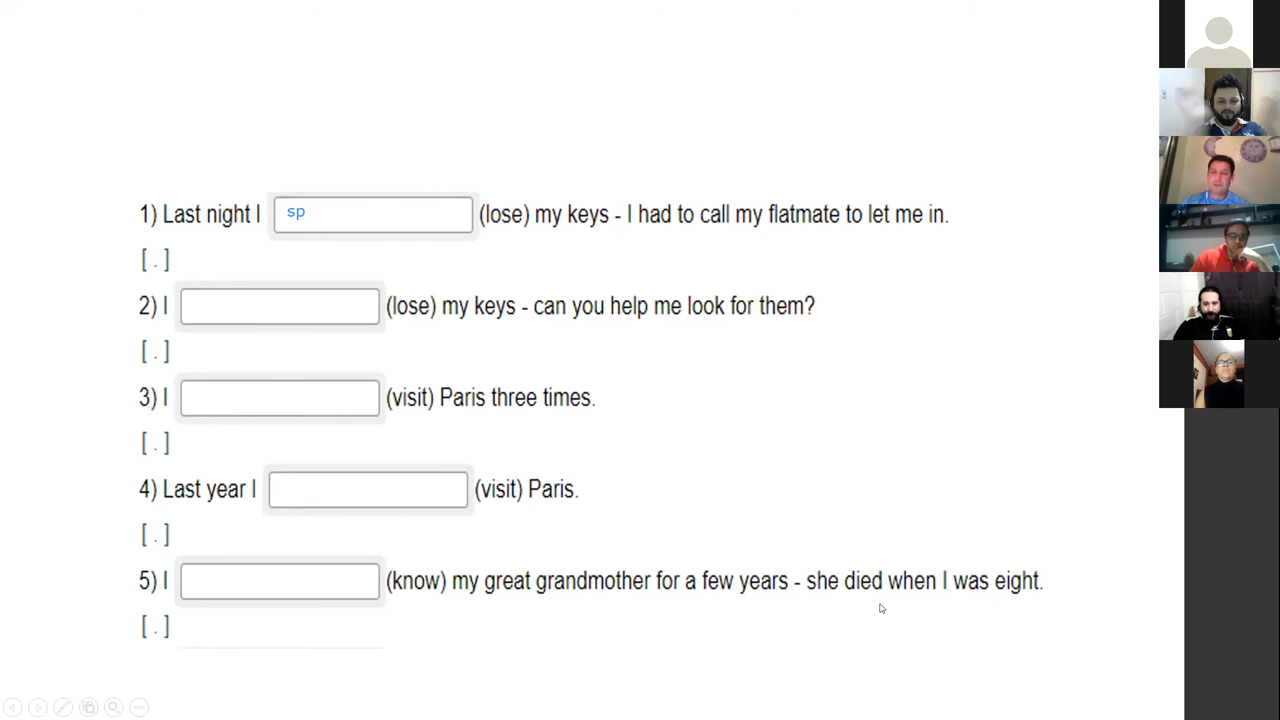 1) Last night I sp (lose) my keys - I had to call my flatmate to let me in.
[ . ]
2) I (lose) my keys - can you help me look for them?
[ . ]
3) I (visit) Paris three times.
[ . ]
4) Last year I (visit) Paris.
[ . ]
5) I (know) my great grandmother for a few years - she died when I was eight.
[ . ]